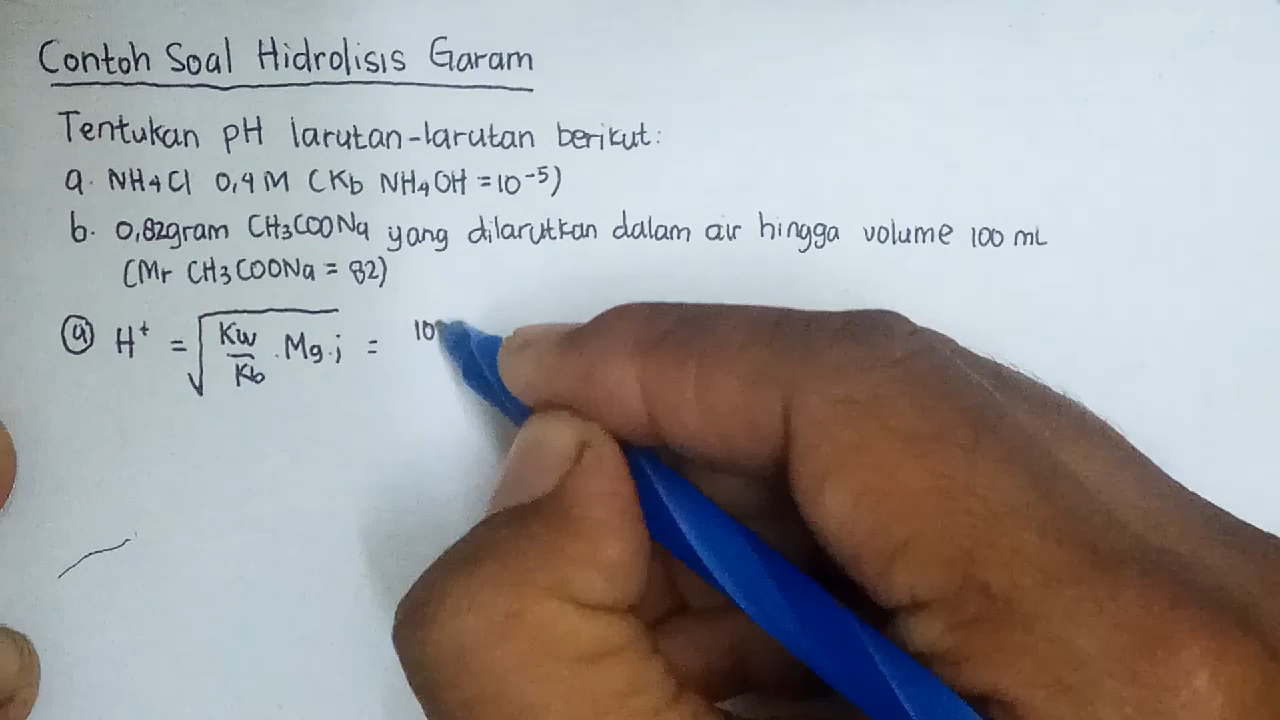 Contoh Soal Hidrolisis Garam
Tentukan pH larutan-larutan berikut:
a. NH4Cl 0,4 M (Kb NH4OH = 10⁻⁵)
b. 0,82gram CH3COONa yang dilarutkan dalam air hingga volume 100 mL
(Mr CH3COONa = 82)
ⓐ H⁺ = √Kw/Kb . Mg.i = 10